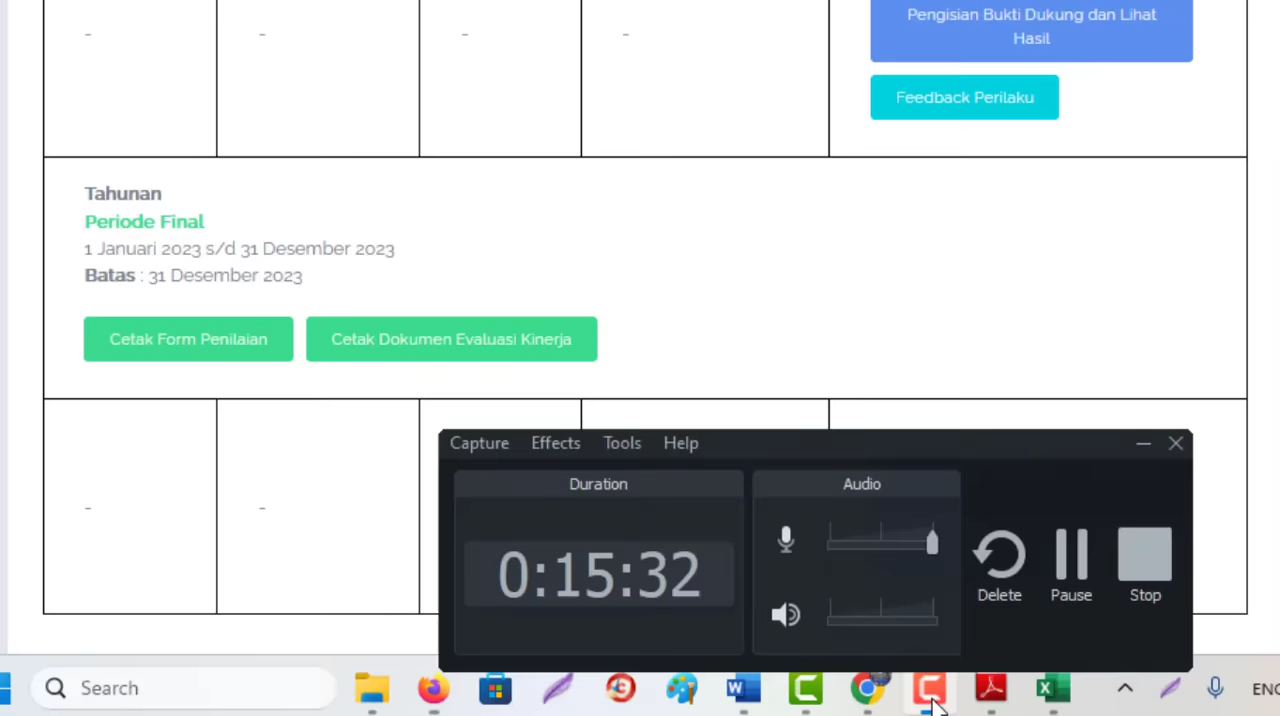 Pengisian Bukti Dukung dan Lihat
Hasil
- - - -
Feedback Perilaku
Tahunan
Periode Final
1 Januari 2023 s/d 31 Desember 2023
Batas : 31 Desember 2023
Cetak Form Penilaian Cetak Dokumen Evaluasi Kinerja
Capture Effects Tools Help
Duration Audio
- -
0:15:32
Delete Pause Stop
Search